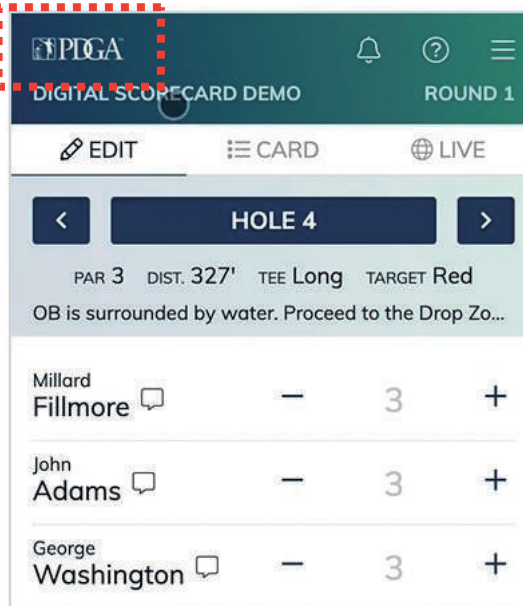 PDGA
DIGITAL SCORECARD DEMO ROUND 1
EDIT CARD LIVE
< HOLE 4 >
PAR 3 DIST. 327' TEE Long TARGET Red
OB is surrounded by water. Proceed to the Drop Zo...
Millard
Fillmore − 3 +
John
Adams − 3 +
George
Washington − 3 +